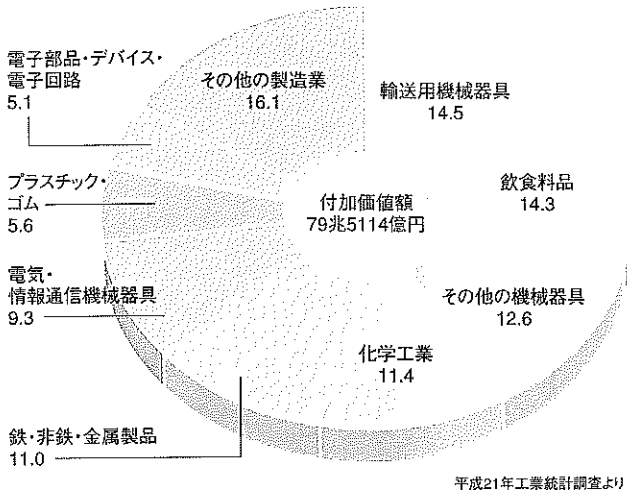 輸送用機械器具
14.5
飲食料品
14.3
その他の機械器具
12.6
化学工業
11.4
鉄・非鉄・金属製品
11.0
電気・
情報通信機械器具
9.3
プラスチック・
ゴム
5.6
電子部品・デバイス・
電子回路
5.1
その他の製造業
16.1
付加価値額
79兆5114億円
平成21年工業統計調査より